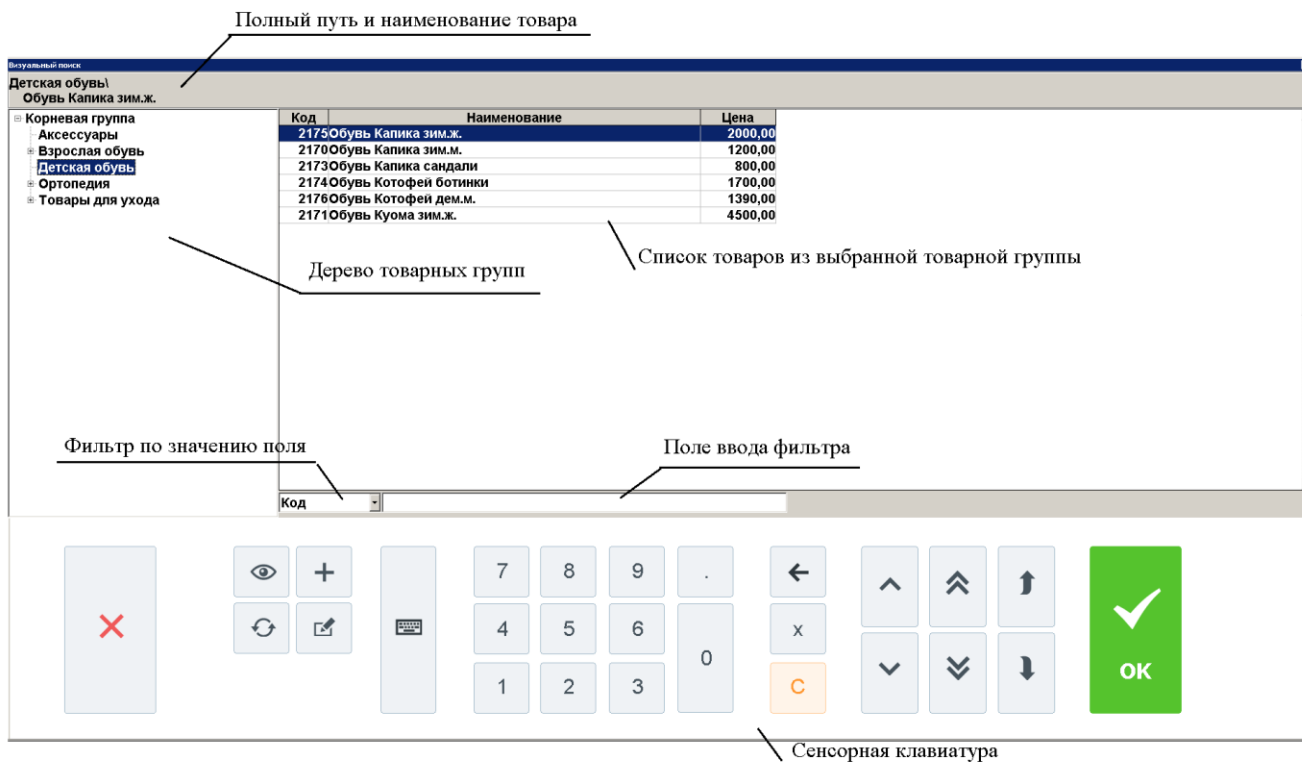 Полный путь и наименование товара
Визуальный поиск
Детская обувь\
Обувь Капика зим.ж.
Корневая группа
Аксессуары
Взрослая обувь
Детская обувь
Ортопедия
Товары для ухода
Код Наименование Цена
2175 Обувь Капика зим.ж. 2000,00
2170 Обувь Капика зим.м. 1200,00
2173 Обувь Капика сандали 800,00
2174 Обувь Котофей ботинки 1700,00
2176 Обувь Котофей дем.м. 1390,00
2171 Обувь Куома зим.ж. 4500,00
Список товаров из выбранной товарной группы
Дерево товарных групп
Фильтр по значению поля
Поле ввода фильтра
Код
7 8 9 .
4 5 6 x
0
1 2 3 C
ОК
Сенсорная клавиатура